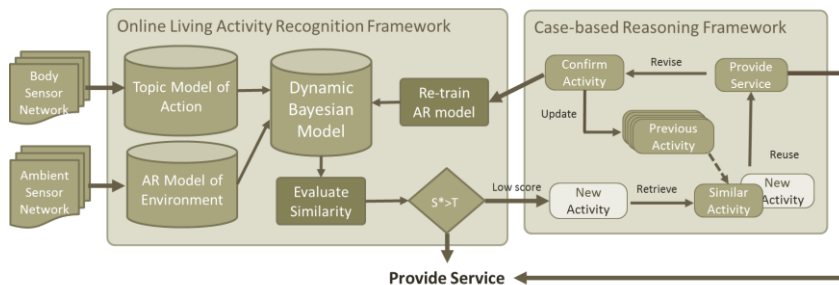 Online Living Activity Recognition Framework
Body
Sensor
Network
Topic Model of
Action
Dynamic
Bayesian
Model
Re-train
AR model
Ambient
Sensor
Network
AR Model of
Environment
Evaluate
Similarity
S*>T
Low score
Case-based Reasoning Framework
Confirm
Activity
Revise
Provide
Service
Update
Previous
Activity
Reuse
New
Activity
Retrieve
Similar
Activity
New
Activity
Provide Service